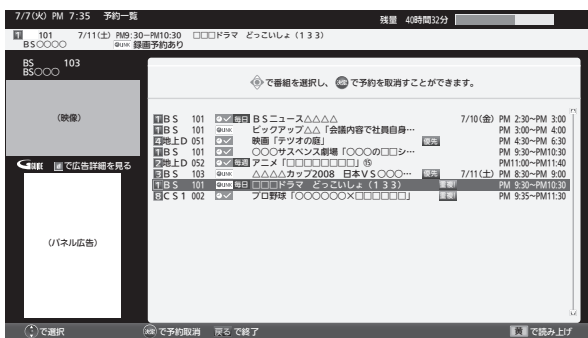 7/7(火) PM 7:35 予約一覧
残量 40時間32分
1 101 7/11(土) PM9:30~PM10:30 □□□ドラマ どっこいしょ(133)
BS○○○○ @LINK 録画予約あり
BS 103
BS○○○
(映像)
で番組を選択し、決定で予約を取消すことができます。
1BS 101 毎日 BSニュース△△△△ 7/10(金) PM 2:30~PM 3:00
1BS 101 @LINK ピックアップ△△「会議内容で社員自身… PM 3:00~PM 4:00
4地上D 051 映画「テツオの庭」 優先 PM 4:30~PM 6:30
1BS 101 ○○○サスペンス劇場「○○○の□□シ… PM 9:30~PM10:30
2地上D 052 毎週 アニメ「□□□□□□□□」⑮ PM11:00~PM11:40
3BS 103 @LINK △△△△カップ2008 日本VS○○○… 優先 7/11(土) PM 8:30~PM 9:00
1BS 101 @LINK 毎日 □□□ドラマ どっこいしょ(133) 重複! PM 9:30~PM10:30
8CS1 002 プロ野球「○○○○○○×□□□□□□」 重複! PM 9:35~PM11:30
G GUIDE で広告詳細を見る
(パネル広告)
で選択 決定で予約取消 戻るで終了 黄 で読み上げ